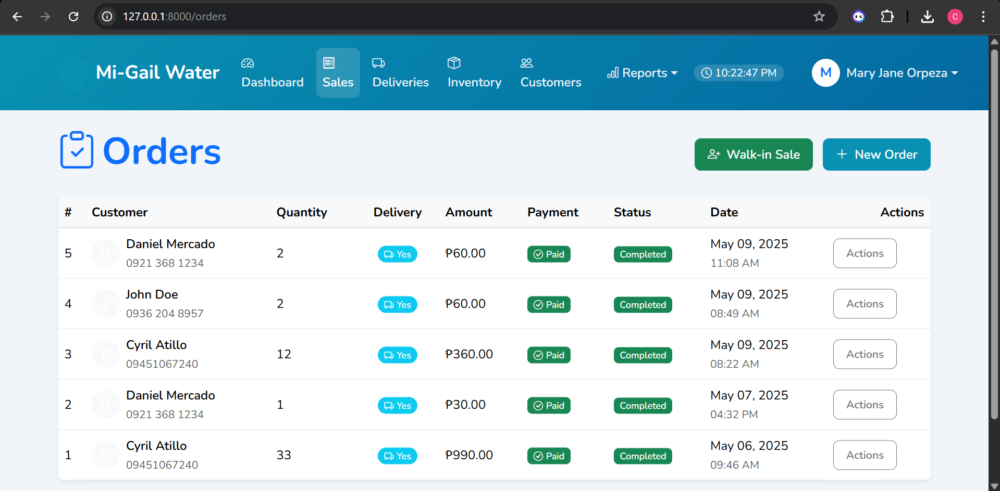 127.0.0.1:8000/orders
C
Mi-Gail Water
Dashboard
Sales
Deliveries
Inventory
Customers
Reports
10:22:47 PM
M
Mary Jane Orpeza
Orders
Walk-in Sale
New Order
# Customer Quantity Delivery Amount Payment Status Date Actions
5 D Daniel Mercado 0921 368 1234 2 Yes ₱60.00 Paid Completed May 09, 2025 11:08 AM Actions
4 J John Doe 0936 204 8957 2 Yes ₱60.00 Paid Completed May 09, 2025 08:49 AM Actions
3 C Cyril Atillo 09451067240 12 Yes ₱360.00 Paid Completed May 09, 2025 08:22 AM Actions
2 D Daniel Mercado 0921 368 1234 1 Yes ₱30.00 Paid Completed May 07, 2025 04:32 PM Actions
1 C Cyril Atillo 09451067240 33 Yes ₱990.00 Paid Completed May 06, 2025 09:46 AM Actions